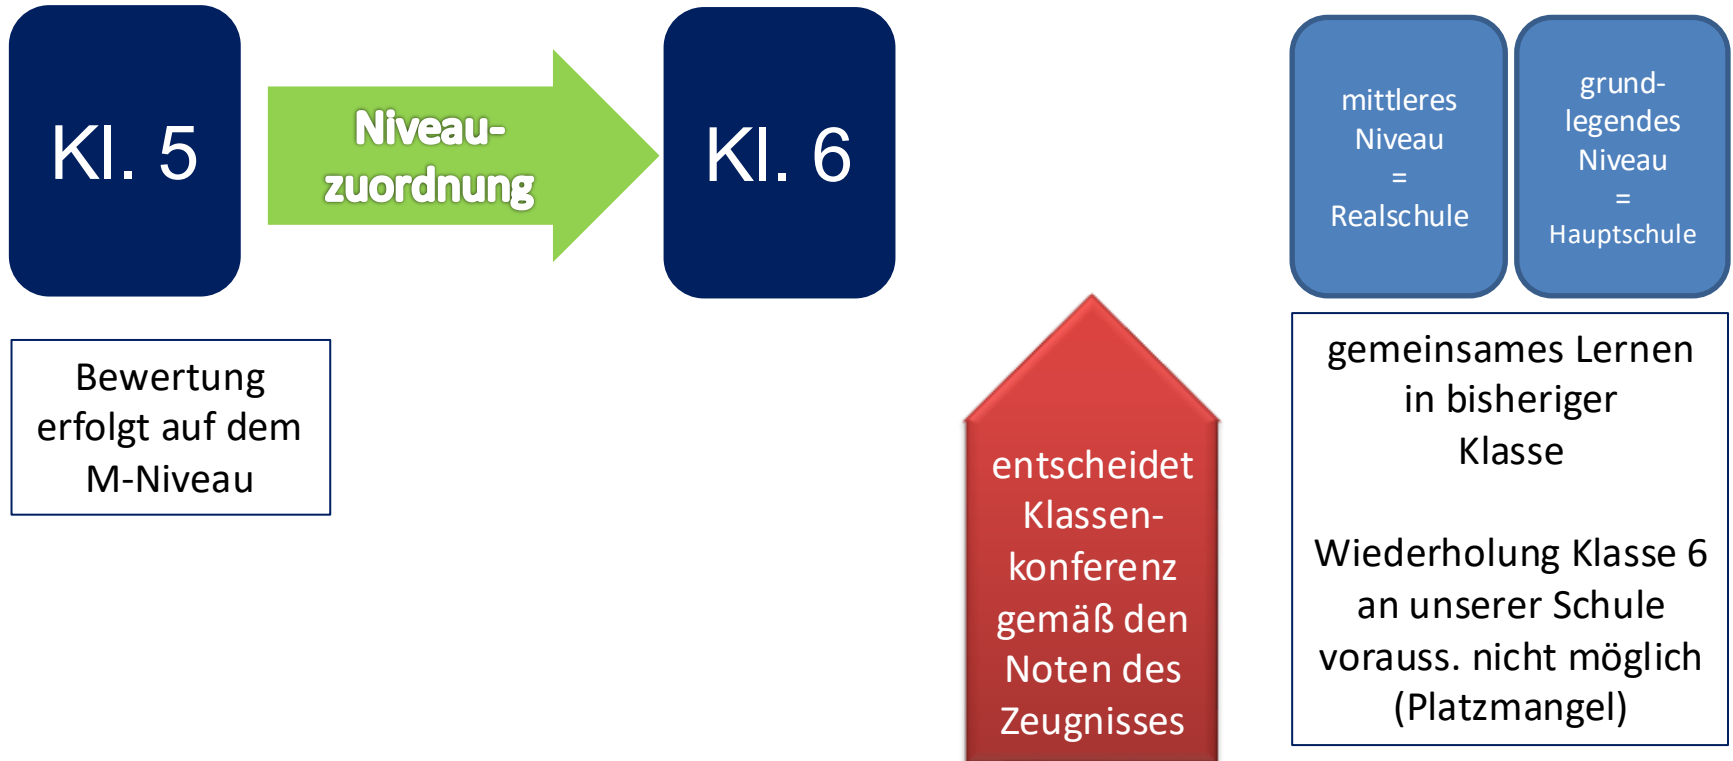 Kl. 5
Niveau-
zuordnung
Kl. 6
mittleres
Niveau
=
Realschule
grund-
legendes
Niveau
=
Hauptschule
Bewertung
erfolgt auf dem
M-Niveau
entscheidet
Klassen-
konferenz
gemäß den
Noten des
Zeugnisses
gemeinsames Lernen
in bisheriger
Klasse
Wiederholung Klasse 6
an unserer Schule
vorauss. nicht möglich
(Platzmangel)